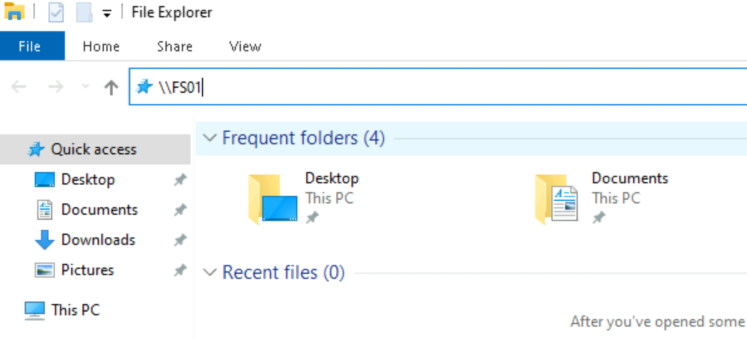 File Explorer
File Home Share View
\\FS01
Quick access
Desktop
Documents
Downloads
Pictures
This PC
Frequent folders (4)
Desktop
This PC
Documents
This PC
Recent files (0)
After you've opened some